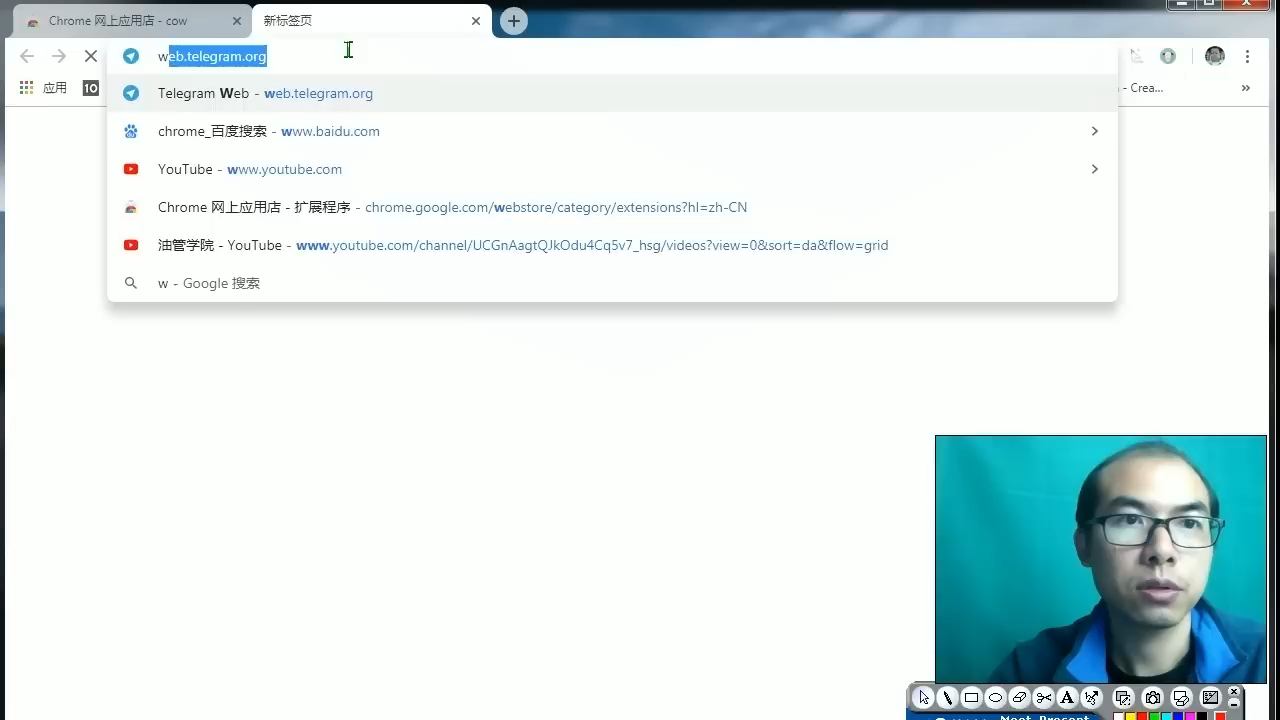 Chrome 网上应用店 - cow
新标签页
web.telegram.org
应用
10
- Crea...
Telegram Web - web.telegram.org
chrome_百度搜索 - www.baidu.com
YouTube - www.youtube.com
Chrome 网上应用店 - 扩展程序 - chrome.google.com/webstore/category/extensions?hl=zh-CN
油管学院 - YouTube - www.youtube.com/channel/UCGnAagtQJkOdu4Cq5v7_hsg/videos?view=0&sort=da&flow=grid
w - Google 搜索
A
Meet Present